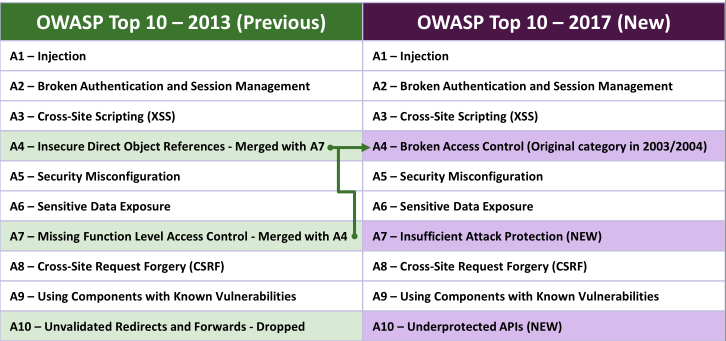 OWASP Top 10 – 2013 (Previous)
OWASP Top 10 – 2017 (New)
A1 – Injection
A1 – Injection
A2 – Broken Authentication and Session Management
A2 – Broken Authentication and Session Management
A3 – Cross-Site Scripting (XSS)
A3 – Cross-Site Scripting (XSS)
A4 – Insecure Direct Object References - Merged with A7
A4 – Broken Access Control (Original category in 2003/2004)
A5 – Security Misconfiguration
A5 – Security Misconfiguration
A6 – Sensitive Data Exposure
A6 – Sensitive Data Exposure
A7 – Missing Function Level Access Control - Merged with A4
A7 – Insufficient Attack Protection (NEW)
A8 – Cross-Site Request Forgery (CSRF)
A8 – Cross-Site Request Forgery (CSRF)
A9 – Using Components with Known Vulnerabilities
A9 – Using Components with Known Vulnerabilities
A10 – Unvalidated Redirects and Forwards - Dropped
A10 – Underprotected APIs (NEW)